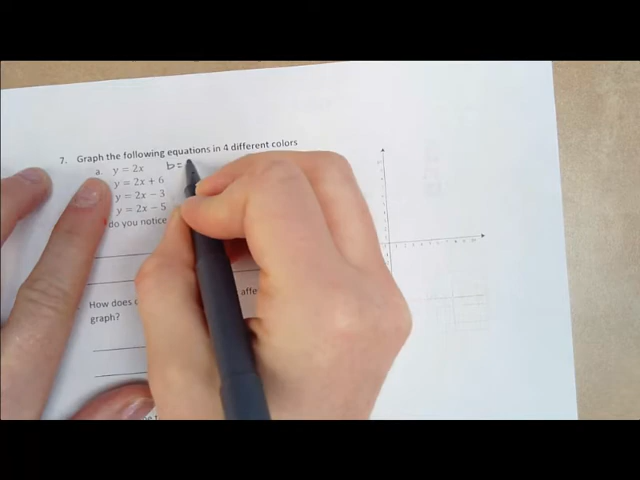 7. Graph the following equations in 4 different colors
a. y = 2x b=
y = 2x + 6
y = 2x − 3
y = 2x − 5
do you notice
How does affe
graph?